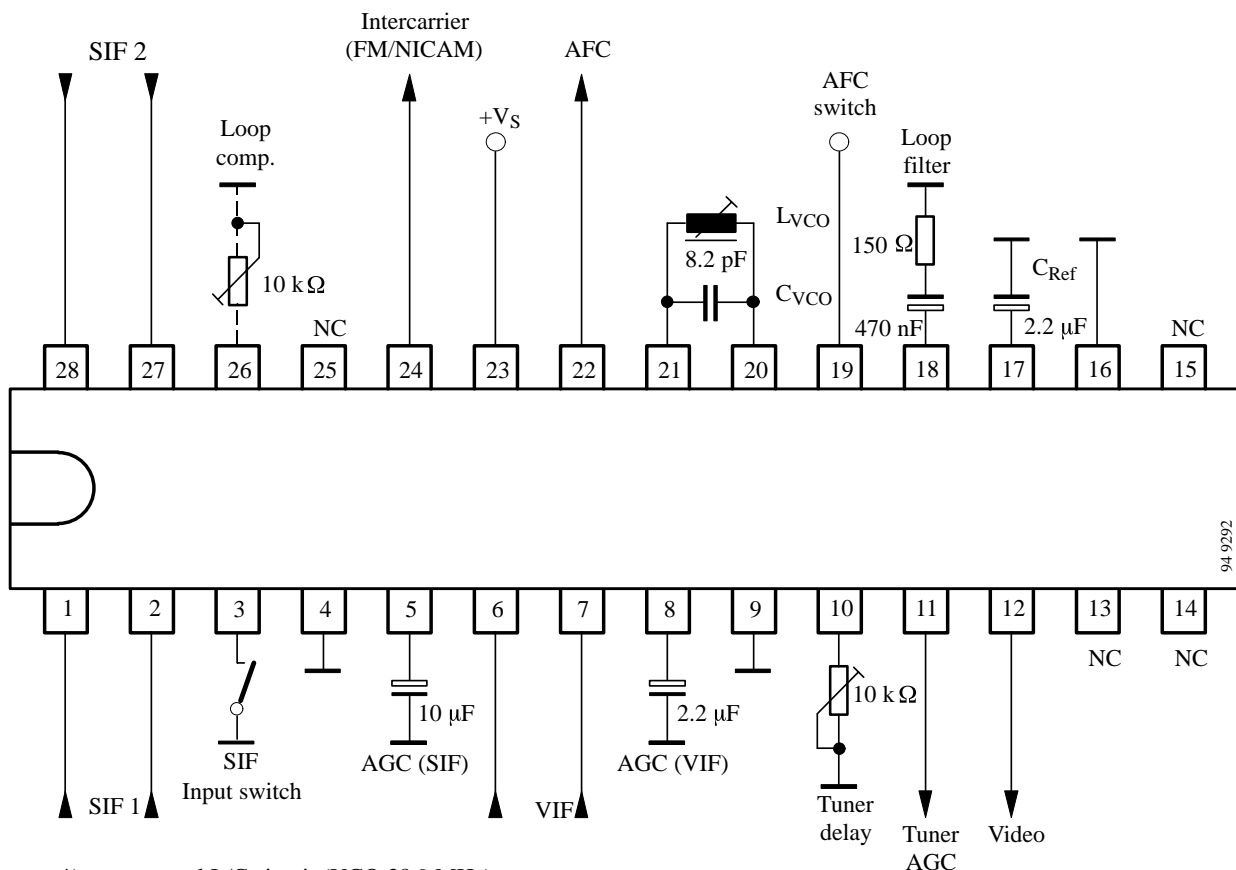 Intercarrier
(FM/NICAM)
AFC
SIF 2
AFC
switch
+VS
Loop
comp.
Loop
filter
LVCO
150 Ω
8.2 pF
CRef
10 kΩ
CVCO
NC
470 nF
2.2 µF
NC
28 27 26 25 24 23 22 21 20 19 18 17 16 15
94 9292
1 2 3 4 5 6 7 8 9 10 11 12 13 14
NC NC
10 kΩ
10 µF
2.2 µF
SIF
Input switch
AGC (SIF)
AGC (VIF)
SIF 1
VIF
Tuner
delay
Tuner
AGC
Video